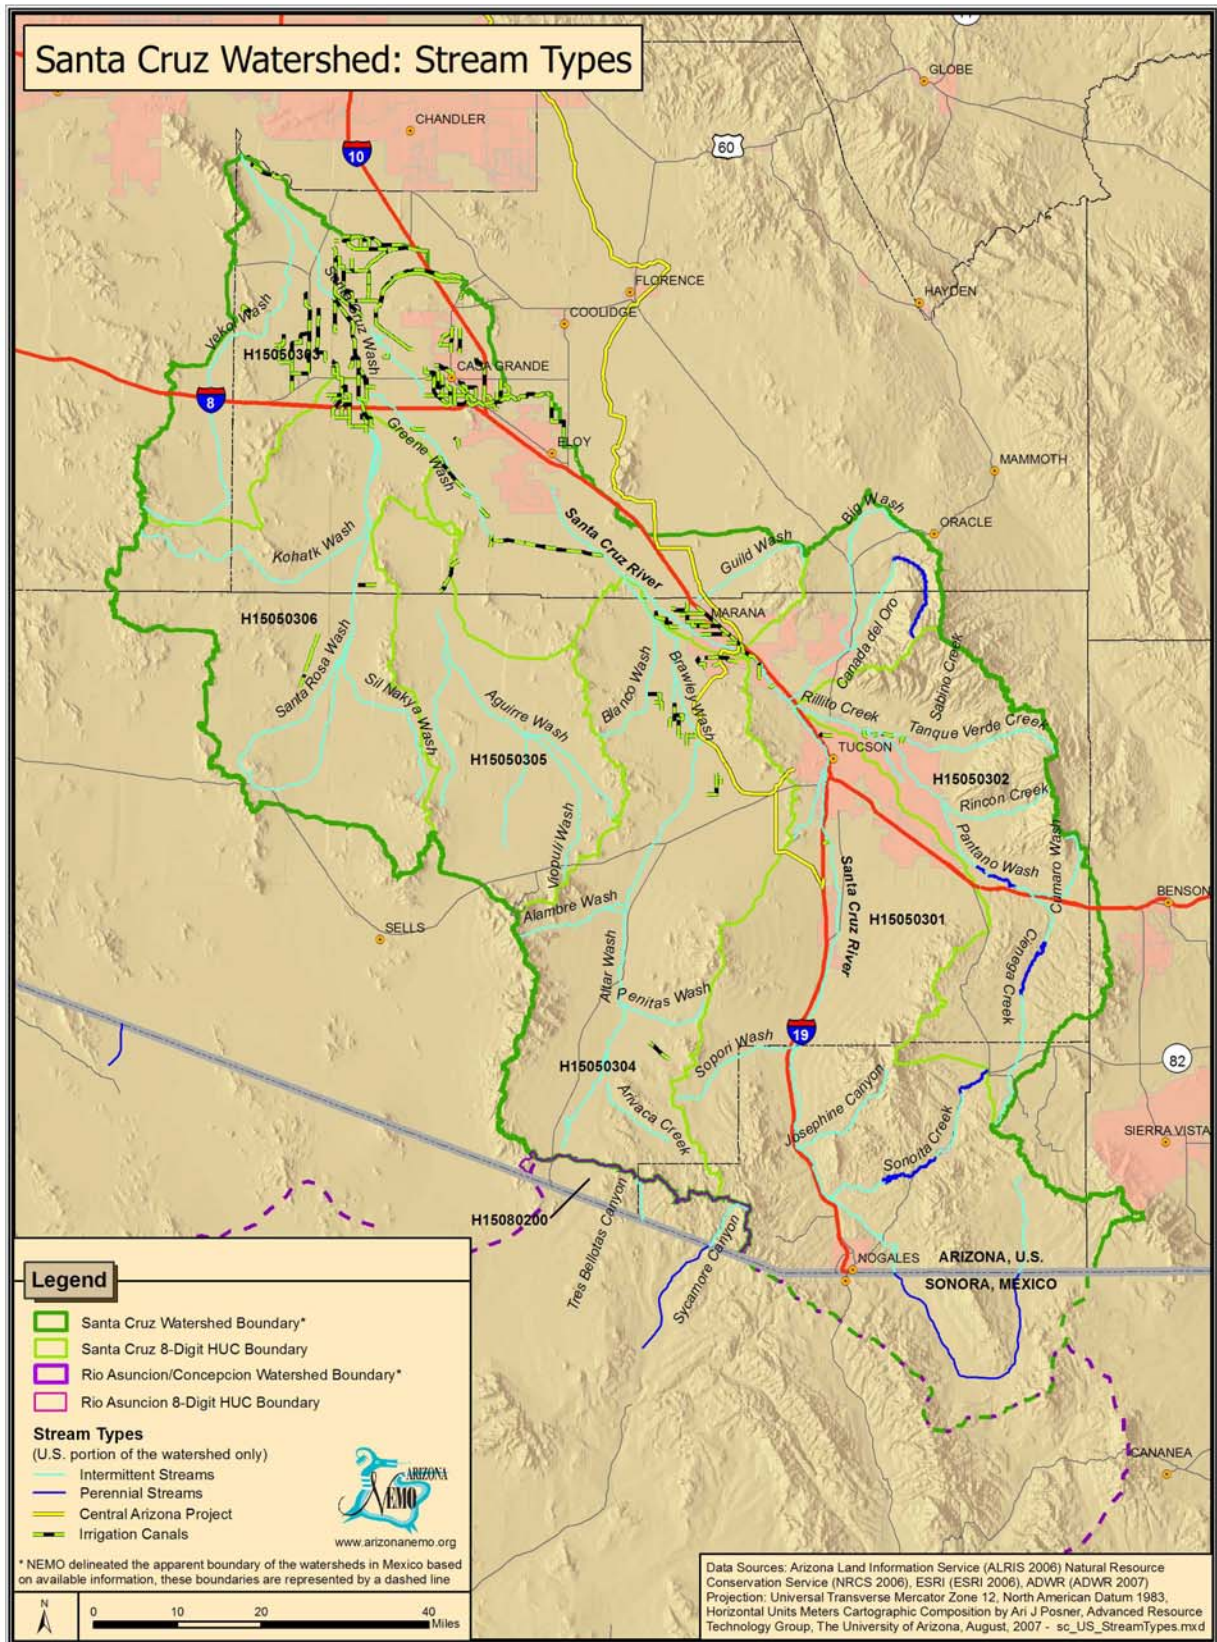 Santa Cruz Watershed: Stream Types
GLOBE
CHANDLER
60
10
FLORENCE
HAYDEN
COOLIDGE
Santa Cruz Wash
Vekol Wash
H15050303
CASA GRANDE
8
Greene Wash
ELOY
MAMMOTH
Big Wash
ORACLE
Santa Cruz River
Guild Wash
Kohatk Wash
MARANA
H15050306
Canada del Oro
Santa Rosa Wash
Sabino Creek
Sil Nakya Wash
Blanco Wash
Brawley Wash
Aguirre Wash
Rillito Creek
Tanque Verde Creek
TUCSON
H15050305
H15050302
Rincon Creek
Viopuli Wash
Pantano Wash
Cumaro Wash
BENSON
Alambre Wash
Santa Cruz River
H15050301
SELLS
Cienega Creek
Altar Wash
Penitas Wash
19
Sopori Wash
82
H15050304
Arivaca Creek
Josephine Canyon
SIERRA VISTA
Sonoita Creek
H15080200
Tres Bellotas Canyon
Sycamore Canyon
NOGALES
ARIZONA, U.S.
SONORA, MEXICO
CANANEA
Legend
Santa Cruz Watershed Boundary*
Santa Cruz 8-Digit HUC Boundary
Rio Asuncion/Concepcion Watershed Boundary*
Rio Asuncion 8-Digit HUC Boundary
Stream Types
(U.S. portion of the watershed only)
Intermittent Streams
Perennial Streams
Central Arizona Project
Irrigation Canals
ARIZONA
NEMO
www.arizonanemo.org
* NEMO delineated the apparent boundary of the watersheds in Mexico based
on available information, these boundaries are represented by a dashed line
N
0 10 20 40
Miles
Data Sources: Arizona Land Information Service (ALRIS 2006) Natural Resource
Conservation Service (NRCS 2006), ESRI (ESRI 2006), ADWR (ADWR 2007)
Projection: Universal Transverse Mercator Zone 12, North American Datum 1983,
Horizontal Units Meters Cartographic Composition by Ari J Posner, Advanced Resource
Technology Group, The University of Arizona, August, 2007 - sc_US_StreamTypes.mxd